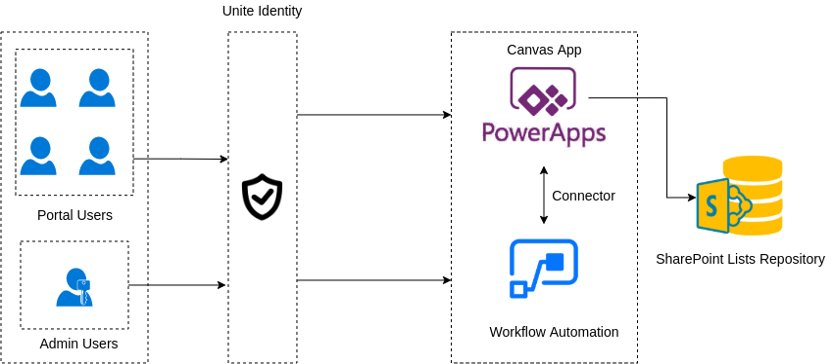 Unite Identity
Canvas App
PowerApps
Connector
S
Portal Users
SharePoint Lists Repository
Workflow Automation
Admin Users